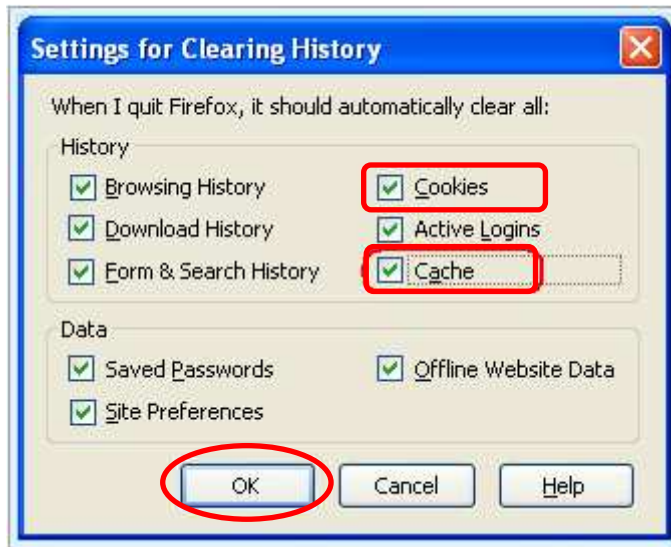 Settings for Clearing History
When I quit Firefox, it should automatically clear all:
History
Browsing History
Cookies
Download History
Active Logins
Form & Search History
Cache
Data
Saved Passwords
Offline Website Data
Site Preferences
OK
Cancel
Help